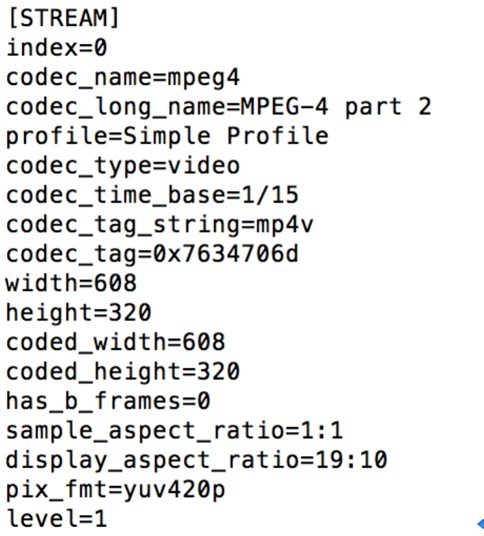 [STREAM]
index=0
codec_name=mpeg4
codec_long_name=MPEG-4 part 2
profile=Simple Profile
codec_type=video
codec_time_base=1/15
codec_tag_string=mp4v
codec_tag=0x7634706d
width=608
height=320
coded_width=608
coded_height=320
has_b_frames=0
sample_aspect_ratio=1:1
display_aspect_ratio=19:10
pix_fmt=yuv420p
level=1